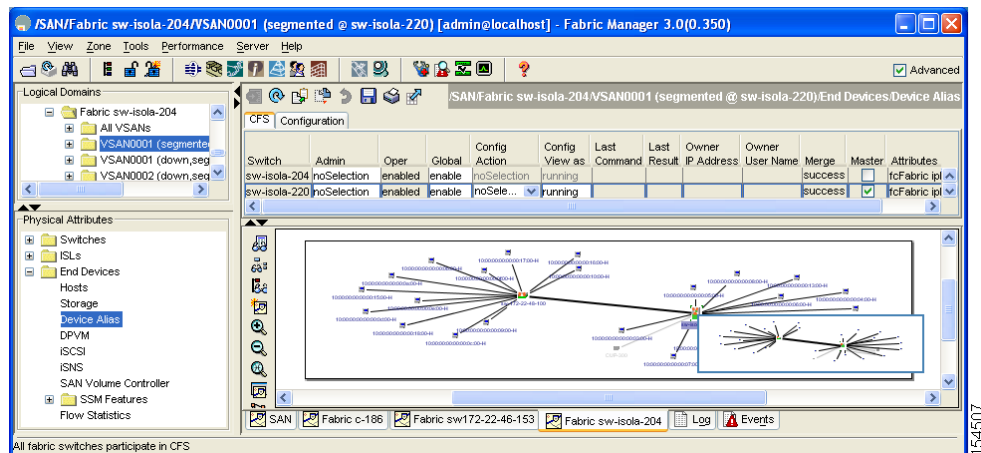 /SAN/Fabric sw-isola-204/VSAN0001 (segmented @ sw-isola-220) [admin@localhost] - Fabric Manager 3.0(0.350)
File View Zone Tools Performance Server Help
Advanced
Logical Domains
Fabric sw-isola-204
All VSANs
VSAN0001 (segmente
VSAN0001 (down,seg
VSAN0002 (down,seg
/SAN/Fabric sw-isola-204/VSAN0001 (segmented @ sw-isola-220)/End Devices/Device Alias
CFS Configuration
Switch Admin Oper Global Config Action Config View as Last Command Last Result Owner IP Address Owner User Name Merge Master Attributes
sw-isola-204 noSelection enabled enable noSelection running success fcFabric ipl
sw-isola-220 noSelection enabled enable noSele... running success fcFabric ipl
Physical Attributes
Switches
ISLs
End Devices
Hosts
Storage
Device Alias
DPVM
iSCSI
iSNS
SAN Volume Controller
SSM Features
Flow Statistics
SAN Fabric c-186 Fabric sw172-22-46-153 Fabric sw-isola-204 Log Events
All fabric switches participate in CFS
154507